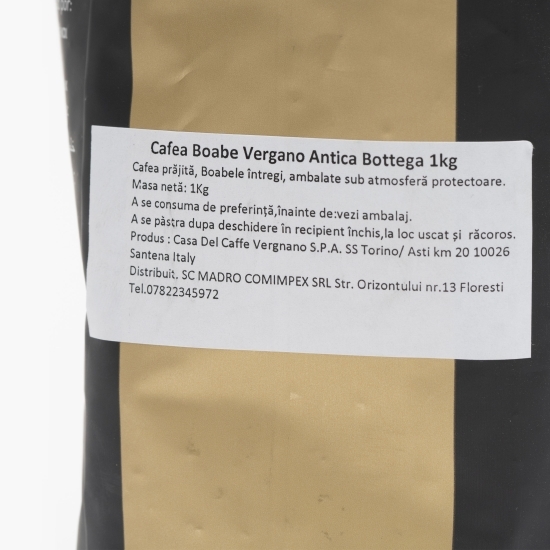 Cafea Boabe Vergano Antica Bottega 1kg
Cafea prăjită, Boabele întregi, ambalate sub atmosferă protectoare.
Masa netă: 1Kg
A se consuma de preferință,înainte de:vezi ambalaj.
A se păstra dupa deschidere în recipient închis,la loc uscat și răcoros.
Produs : Casa Del Caffe Vergnano S.P.A. SS Torino/ Asti km 20 10026
Santena Italy
Distribuit. SC MADRO COMIMPEX SRL Str. Orizontului nr.13 Floresti
Tel.07822345972